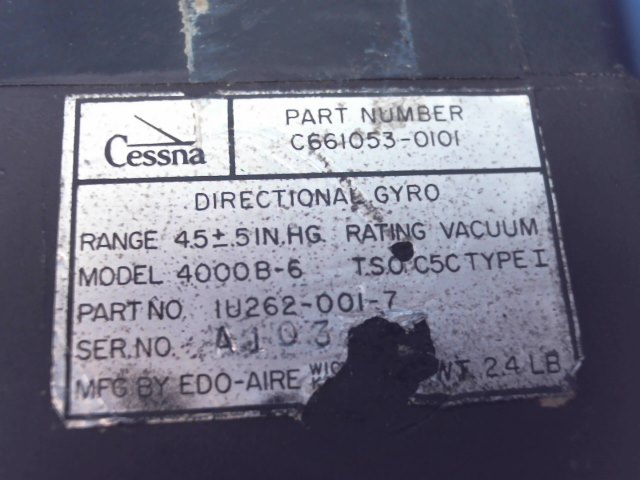 Cessna
PART NUMBER
C661053-0101
DIRECTIONAL GYRO
RANGE 4.5±.5 IN.HG. RATING VACUUM
MODEL 4000B-6 T.S.O. C5C TYPE I
PART NO. 1U262-001-7
SER.NO. A103
MFG BY EDO-AIRE WT. 2.4 LB